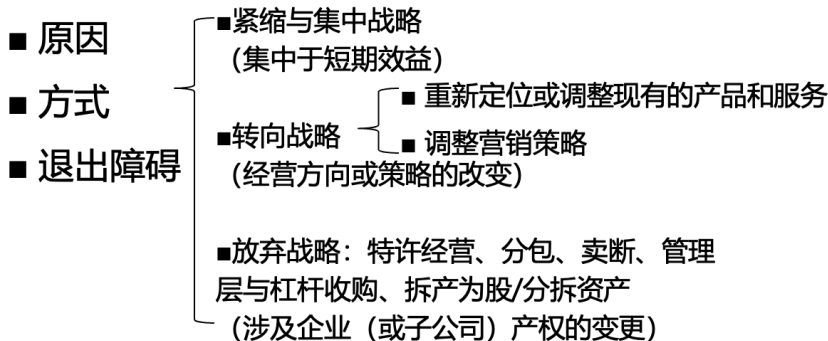 ■ 原因
■ 方式
■ 退出障碍
■紧缩与集中战略
（集中于短期效益）
■转向战略
（经营方向或策略的改变）
■ 重新定位或调整现有的产品和服务
■ 调整营销策略
■放弃战略：特许经营、分包、卖断、管理
层与杠杆收购、拆产为股/分拆资产
（涉及企业（或子公司）产权的变更）